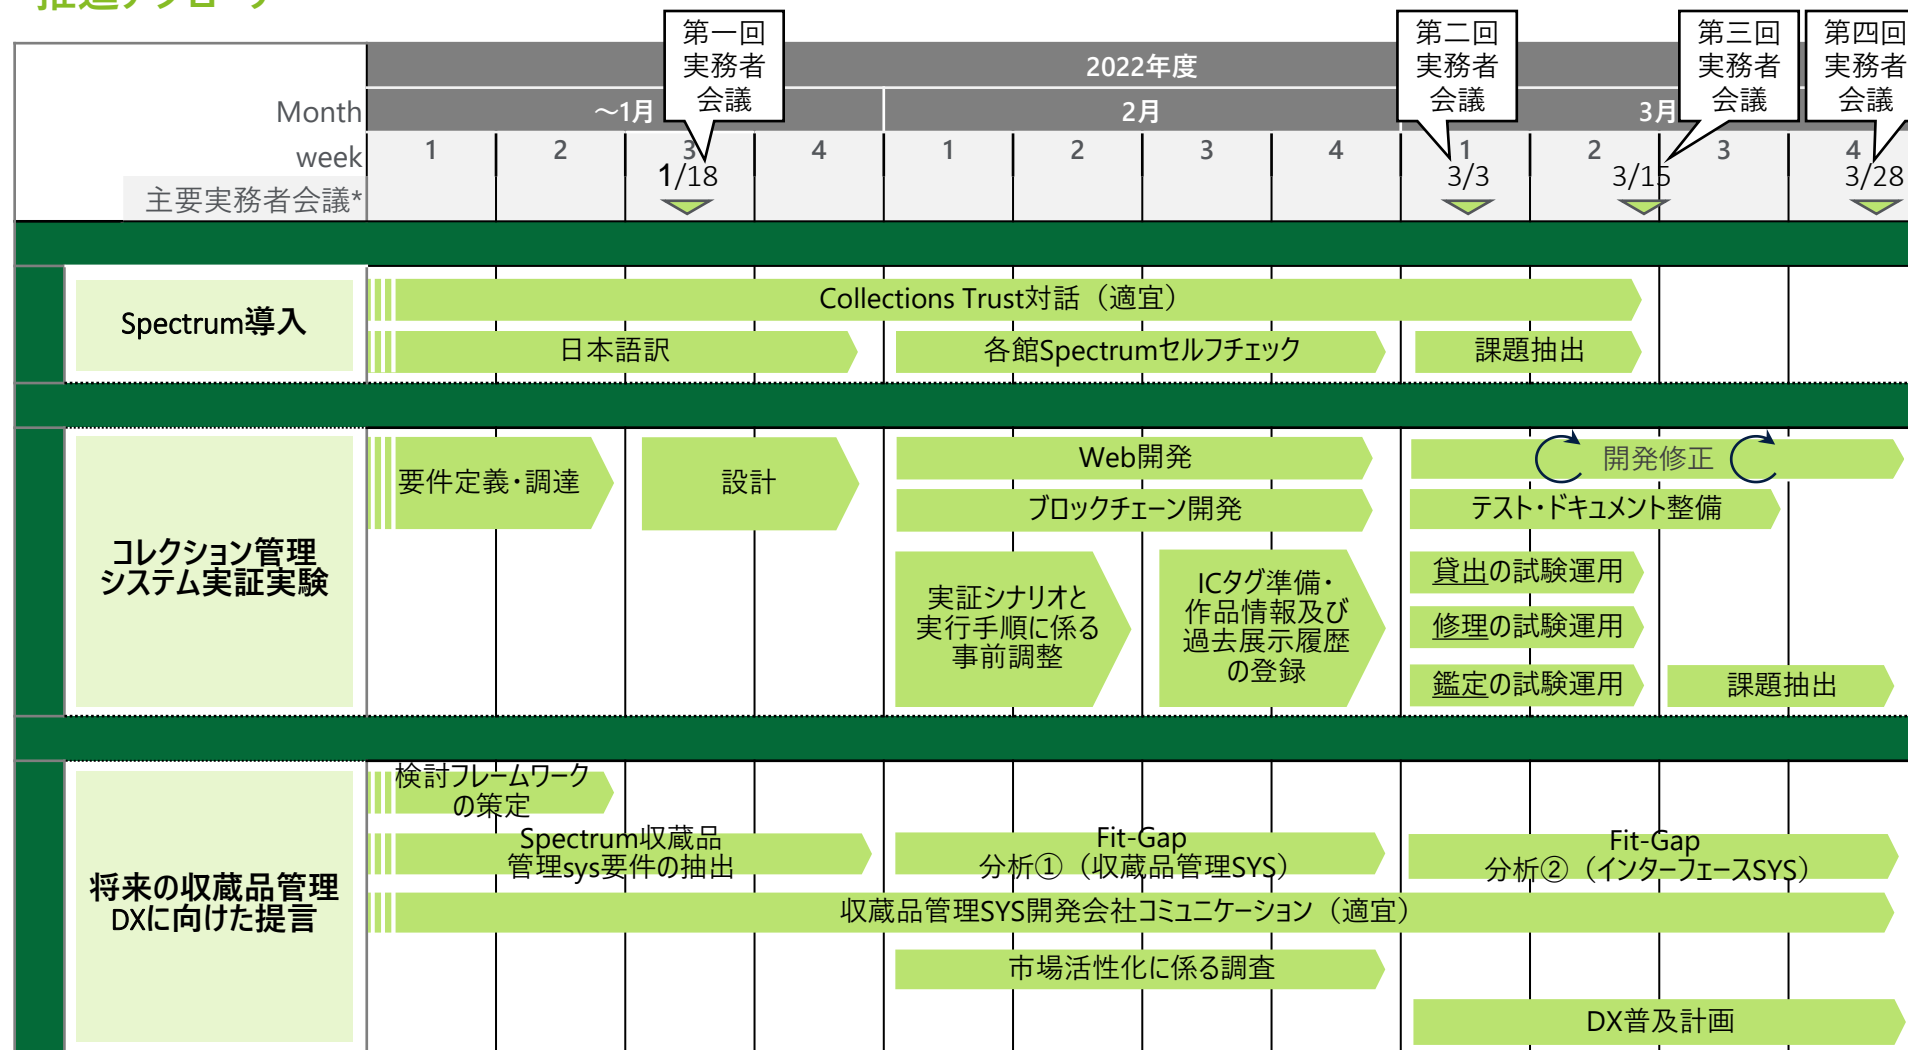 推進アプローチ
第一回
実務者
会議
第二回
実務者
会議
第三回
実務者
会議
第四回
実務者
会議
2022年度
Month
～1月
2月
3月
week
1
2
3
4
1
2
3
4
1
2
3
4
主要実務者会議*
1/18
3/3
3/15
3/28
Spectrum導入
Collections Trust対話（適宜）
日本語訳
各館Spectrumセルフチェック
課題抽出
コレクション管理
システム実証実験
要件定義・調達
設計
Web開発
開発修正
ブロックチェーン開発
テスト・ドキュメント整備
実証シナリオと
実行手順に係る
事前調整
ICタグ準備・
作品情報及び
過去展示履歴
の登録
貸出の試験運用
修理の試験運用
鑑定の試験運用
課題抽出
将来の収蔵品管理
DXに向けた提言
検討フレームワーク
の策定
Spectrum収蔵品
管理sys要件の抽出
Fit-Gap
分析①（収蔵品管理SYS）
Fit-Gap
分析②（インターフェースSYS）
収蔵品管理SYS開発会社コミュニケーション（適宜）
市場活性化に係る調査
DX普及計画